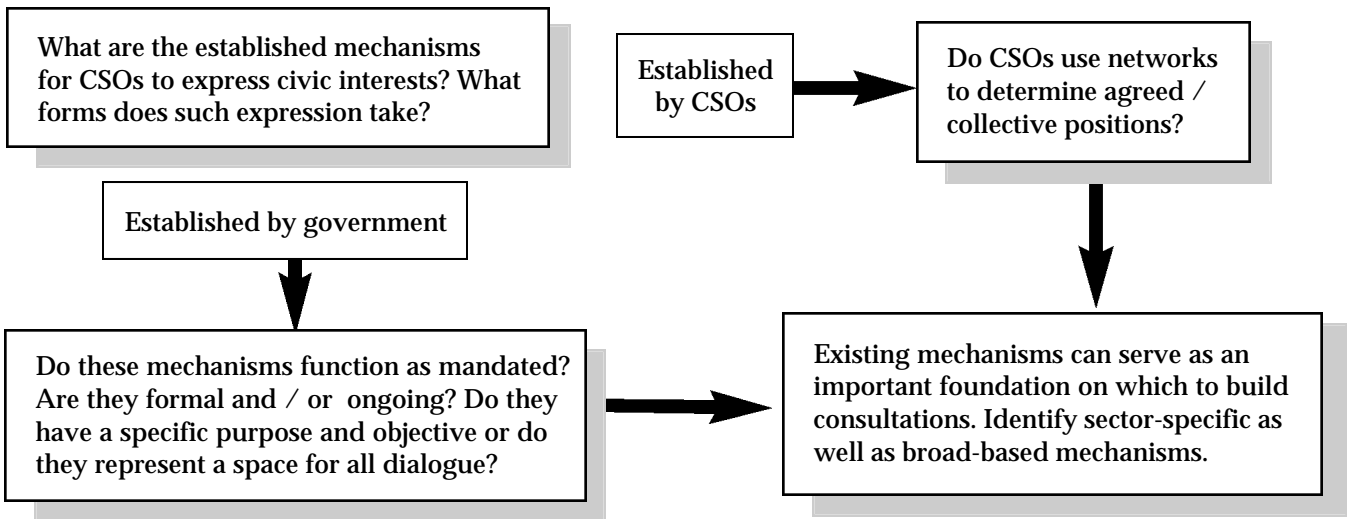 What are the established mechanisms
for CSOs to express civic interests? What
forms does such expression take?
Established by government
Do these mechanisms function as mandated?
Are they formal and / or ongoing? Do they
have a specific purpose and objective or do
they represent a space for all dialogue?
Established
by CSOs
Do CSOs use networks
to determine agreed /
collective positions?
Existing mechanisms can serve as an
important foundation on which to build
consultations. Identify sector-specific as
well as broad-based mechanisms.